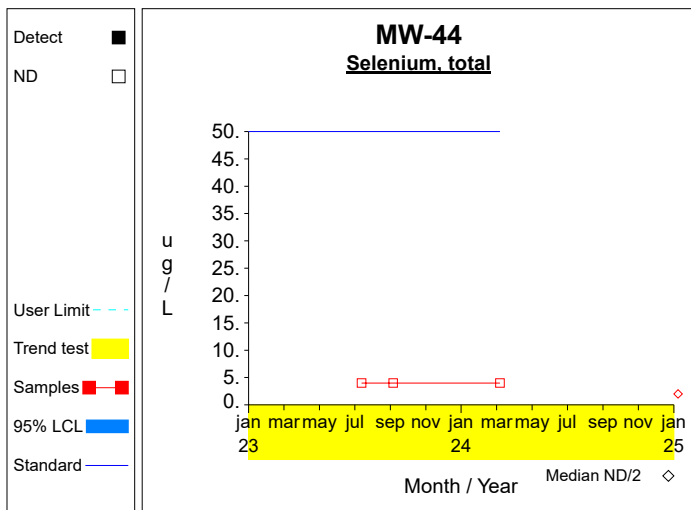 Detect
ND
User Limit
Trend test
Samples
95% LCL
Standard
MW-44
Selenium, total
ug/L
50.
45.
40.
35.
30.
25.
20.
15.
10.
5.
0.
jan mar may jul sep nov jan mar may jul sep nov jan
23 24 25
Month / Year
Median ND/2